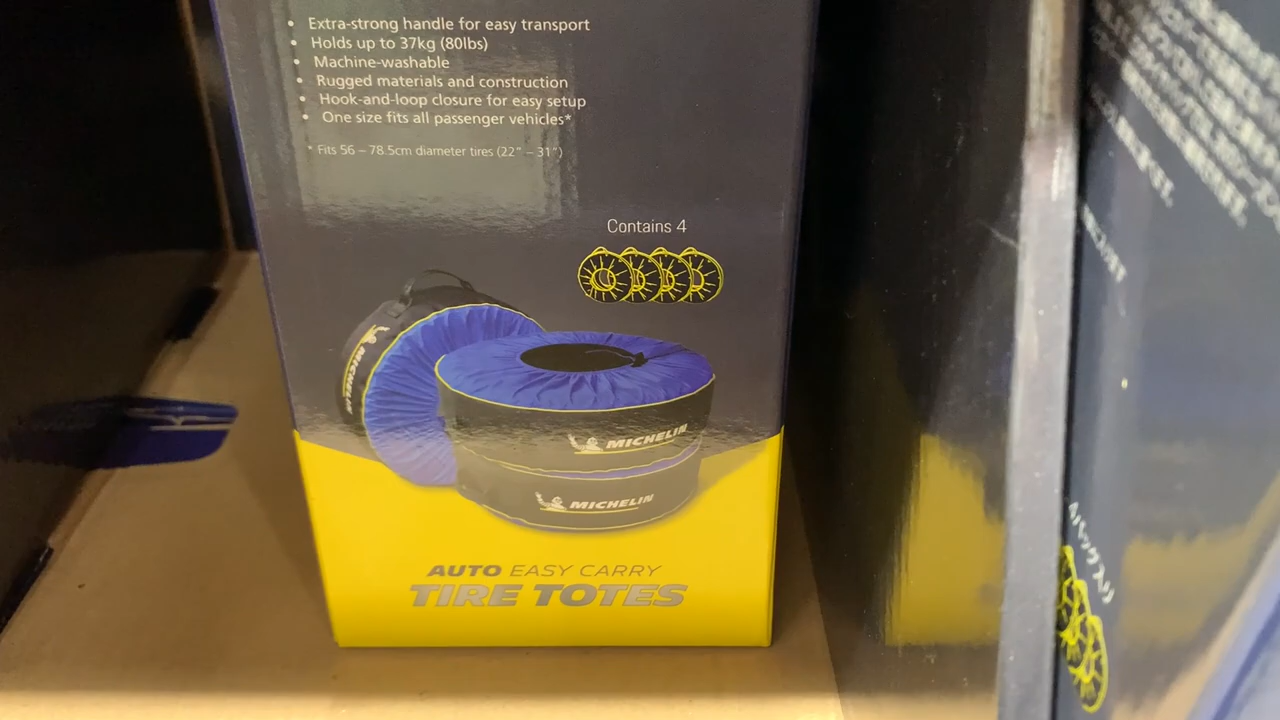 • Extra-strong handle for easy transport
• Holds up to 37kg (80lbs)
• Machine-washable
• Rugged materials and construction
• Hook-and-loop closure for easy setup
• One size fits all passenger vehicles*
* Fits 56 – 78.5cm diameter tires (22" – 31")
Contains 4
MICHELIN
MICHELIN
MICHELIN
AUTO EASY CARRY
TIRE TOTES